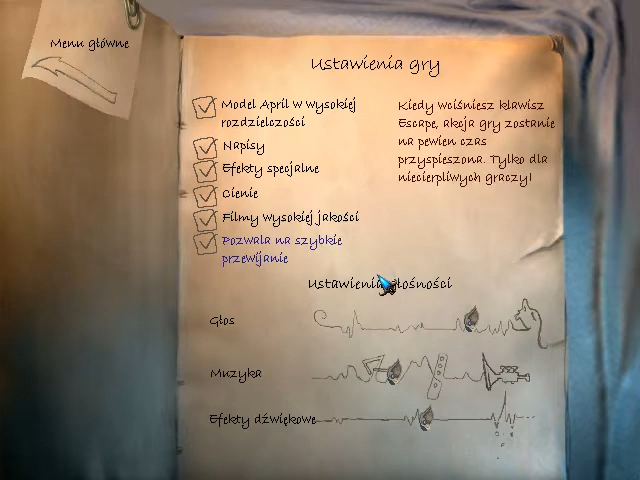 Menu główne
Ustawienia gry
Model April w wysokiej
rozdzielczości
Napisy
Efekty specjalne
Cienie
Filmy wysokiej jakości
Pozwala na szybkie
przewijanie
Kiedy wciśniesz klawisz
Escape, akcja gry zostanie
na pewien czas
przyspieszona. Tylko dla
niecierpliwych graczy!
Ustawienia głośności
Głos
Muzyka
Efekty dźwiękowe